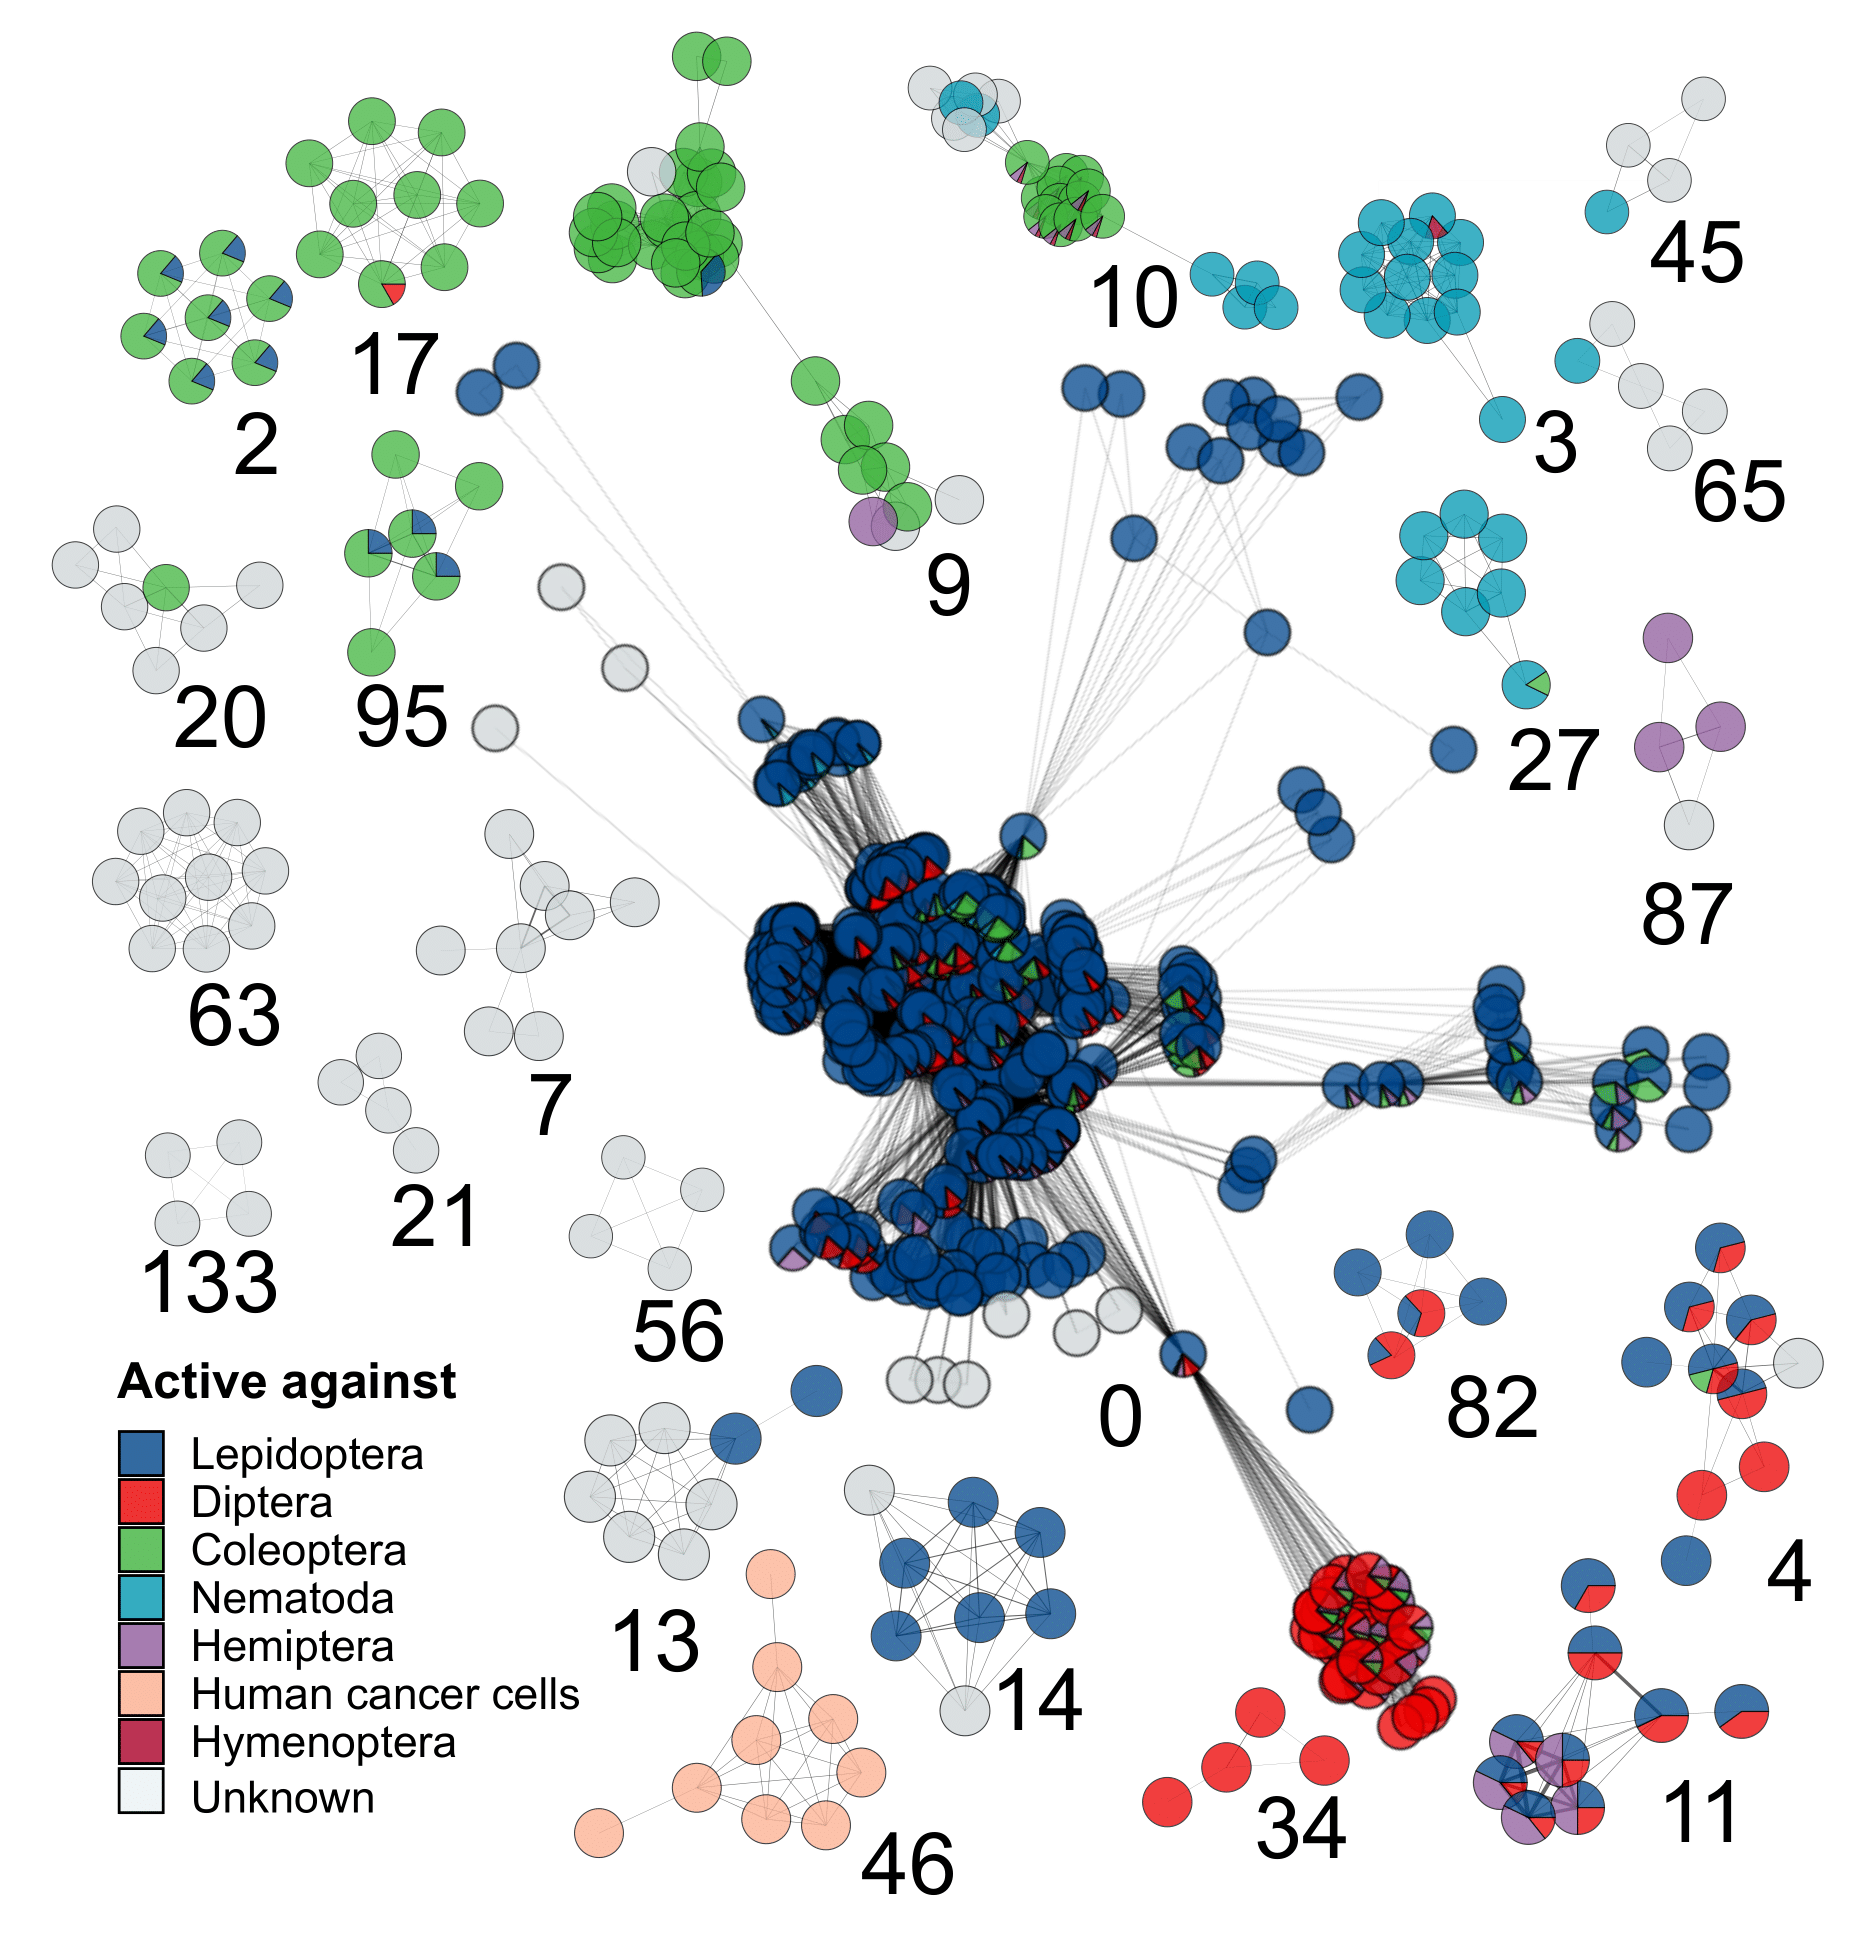 45
10
17
3
2
65
9
20
95
27
87
63
7
21
133
56
0
82
4
13
14
34
11
46
Active against
Lepidoptera
Diptera
Coleoptera
Nematoda
Hemiptera
Human cancer cells
Hymenoptera
Unknown